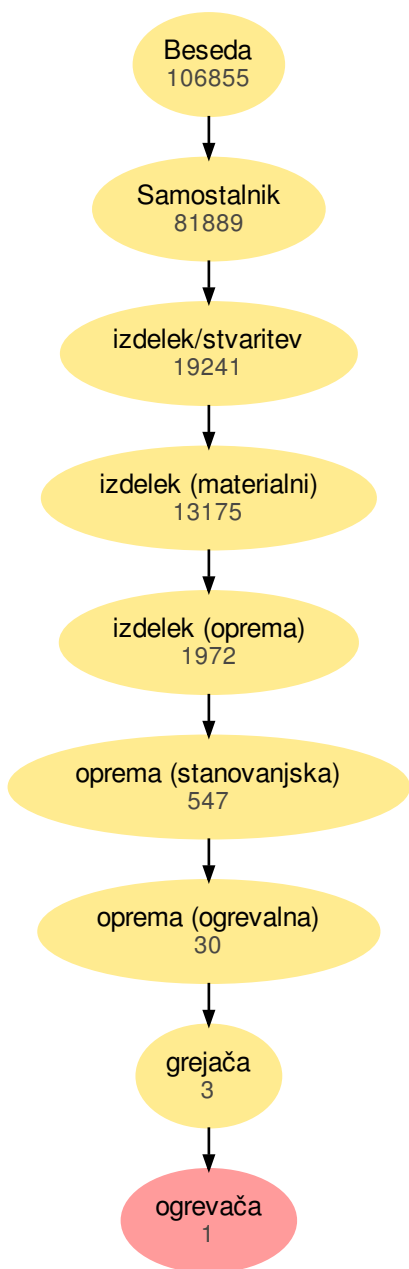 Beseda
106855
Samostalnik
81889
izdelek/stvaritev
19241
izdelek (materialni)
13175
izdelek (oprema)
1972
oprema (stanovanjska)
547
oprema (ogrevalna)
30
grejača
3
ogrevača
1